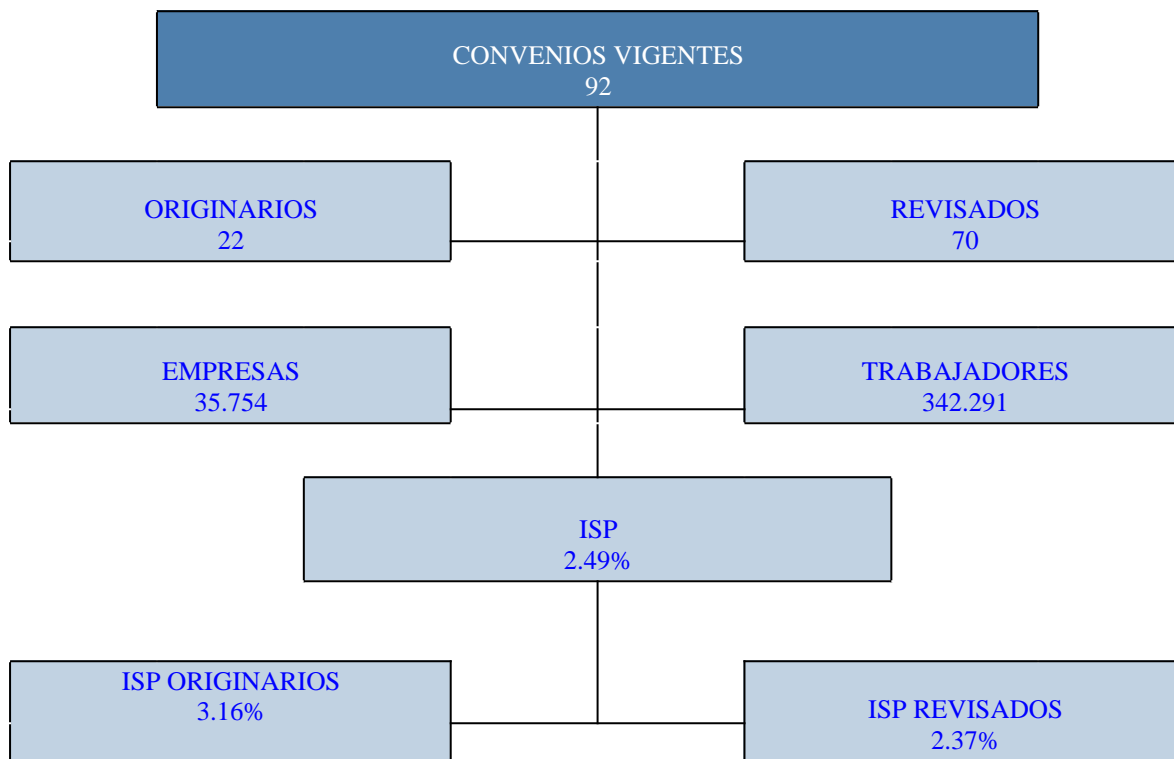 CONVENIOS VIGENTES
92
ORIGINARIOS
22
REVISADOS
70
EMPRESAS
35.754
TRABAJADORES
342.291
ISP
2.49%
ISP ORIGINARIOS
3.16%
ISP REVISADOS
2.37%